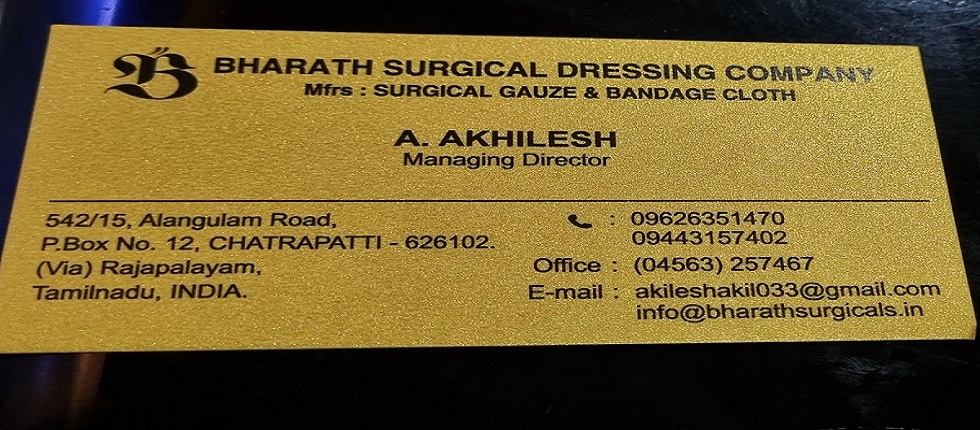 B
BHARATH SURGICAL DRESSING COMPANY
Mfrs : SURGICAL GAUZE & BANDAGE CLOTH
A. AKHILESH
Managing Director
542/15, Alangulam Road,
P.Box No. 12, CHATRAPATTI - 626102.
(Via) Rajapalayam,
Tamilnadu, INDIA.
: 09626351470
09443157402
Office : (04563) 257467
E-mail : akileshakil033@gmail.com
info@bharathsurgicals.in